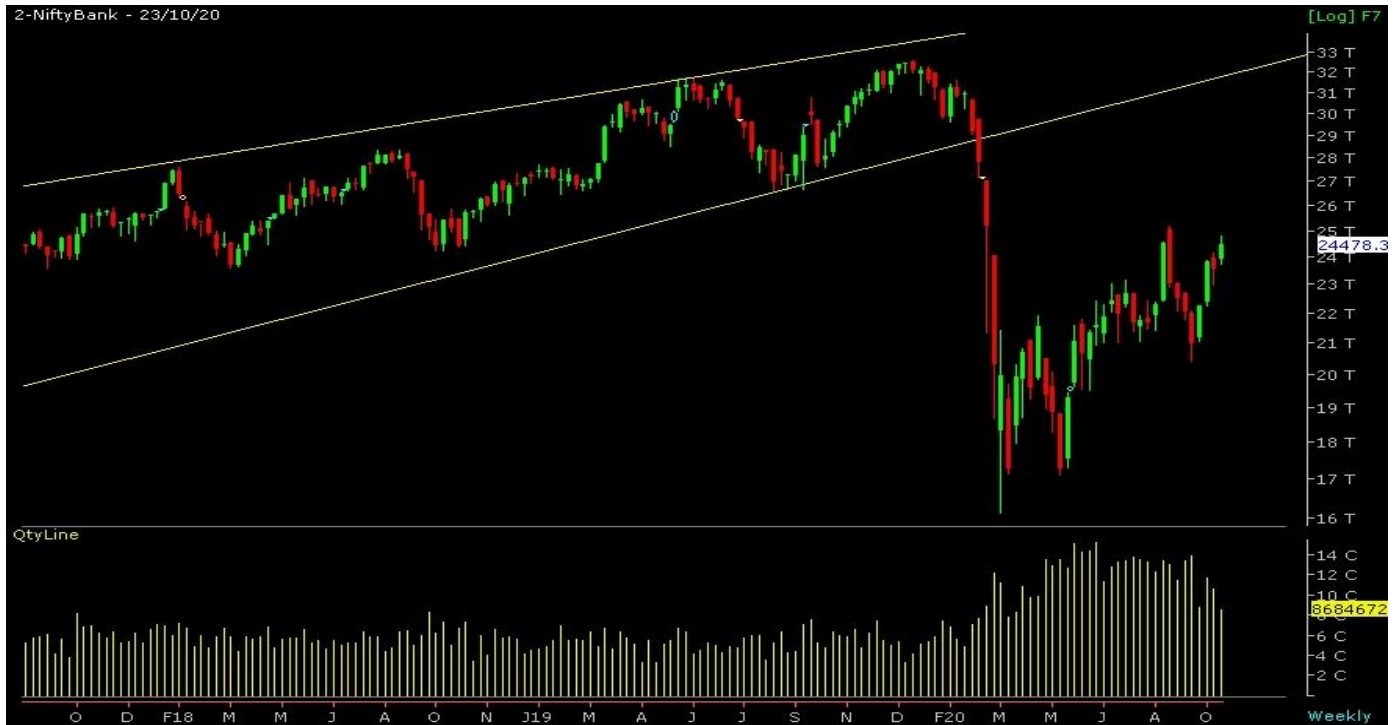 2-NiftyBank - 23/10/20
[Log] F7
33 T
32 T
31 T
30 T
29 T
28 T
27 T
26 T
25 T
24478.3
24 T
23 T
22 T
21 T
20 T
19 T
18 T
17 T
16 T
QtyLine
14 C
12 C
10 C
8684672
6 C
4 C
2 C
O D F18 M M J A O N J19 M A J J S N D F20 M M J A O
Weekly